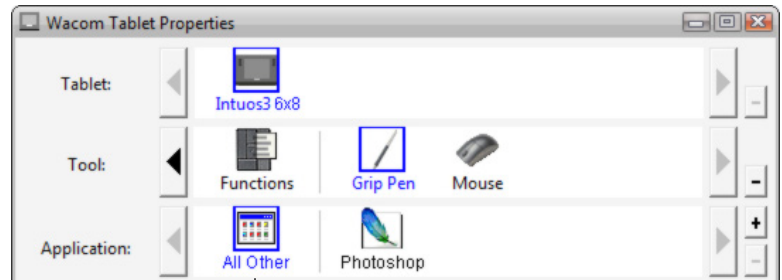 Wacom Tablet Properties
Tablet:
Intuos3 6x8
Tool:
Functions Grip Pen Mouse
Application:
All Other Photoshop